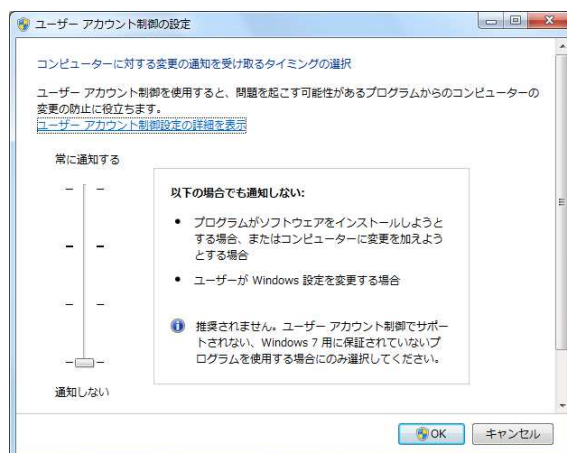 ユーザー アカウント制御の設定
コンピューターに対する変更の通知を受け取るタイミングの選択
ユーザー アカウント制御を使用すると、問題を起こす可能性があるプログラムからのコンピューターの
変更の防止に役立ちます。
ユーザー アカウント制御設定の詳細を表示
常に通知する
以下の場合でも通知しない:
• プログラムがソフトウェアをインストールしようと
する場合、またはコンピューターに変更を加えよう
とする場合
• ユーザーが Windows 設定を変更する場合
推奨されません。ユーザー アカウント制御でサポー
トされない、Windows 7 用に保証されていないプ
ログラムを使用する場合にのみ選択してください。
通知しない
OK キャンセル